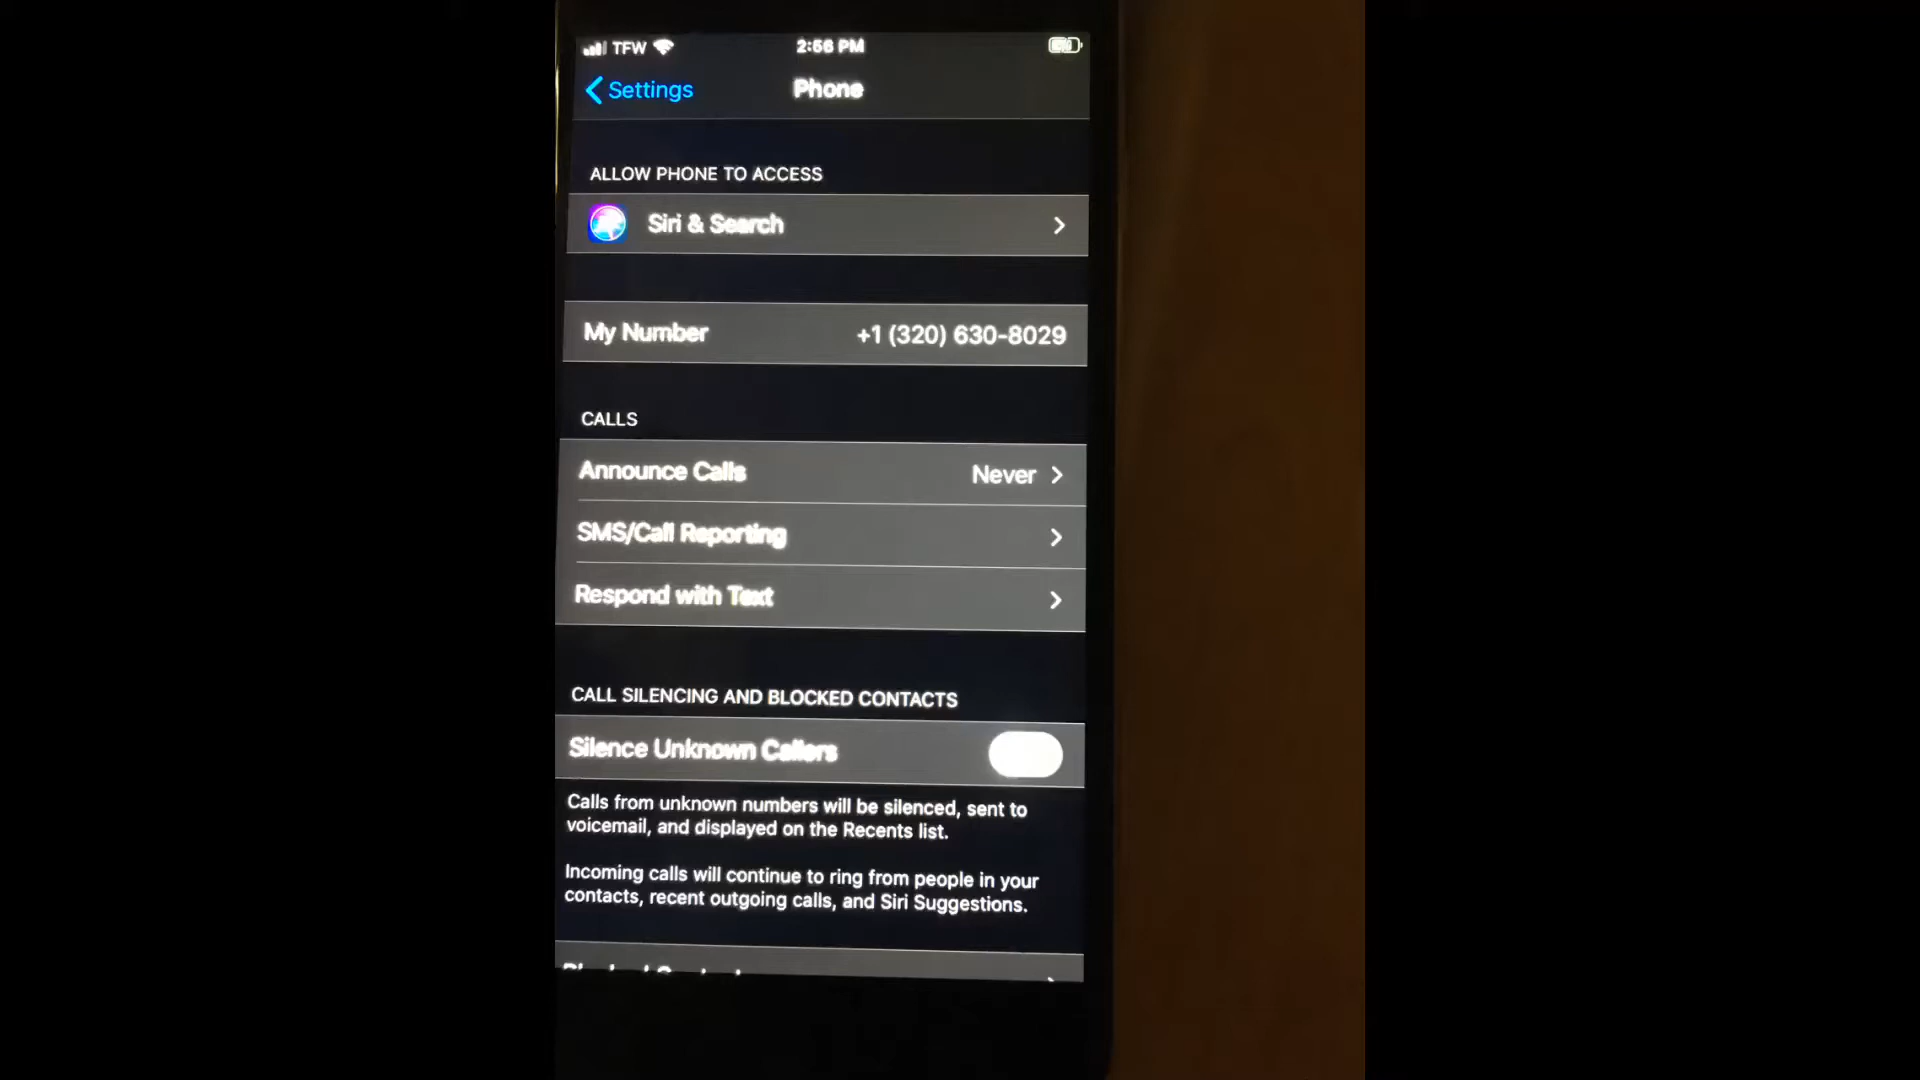 TFW 2:56 PM
Settings Phone
ALLOW PHONE TO ACCESS
Siri & Search
My Number +1 (320) 630-8029
CALLS
Announce Calls Never
SMS/Call Reporting
Respond with Text
CALL SILENCING AND BLOCKED CONTACTS
Silence Unknown Callers
Calls from unknown numbers will be silenced, sent to
voicemail, and displayed on the Recents list.
Incoming calls will continue to ring from people in your
contacts, recent outgoing calls, and Siri Suggestions.